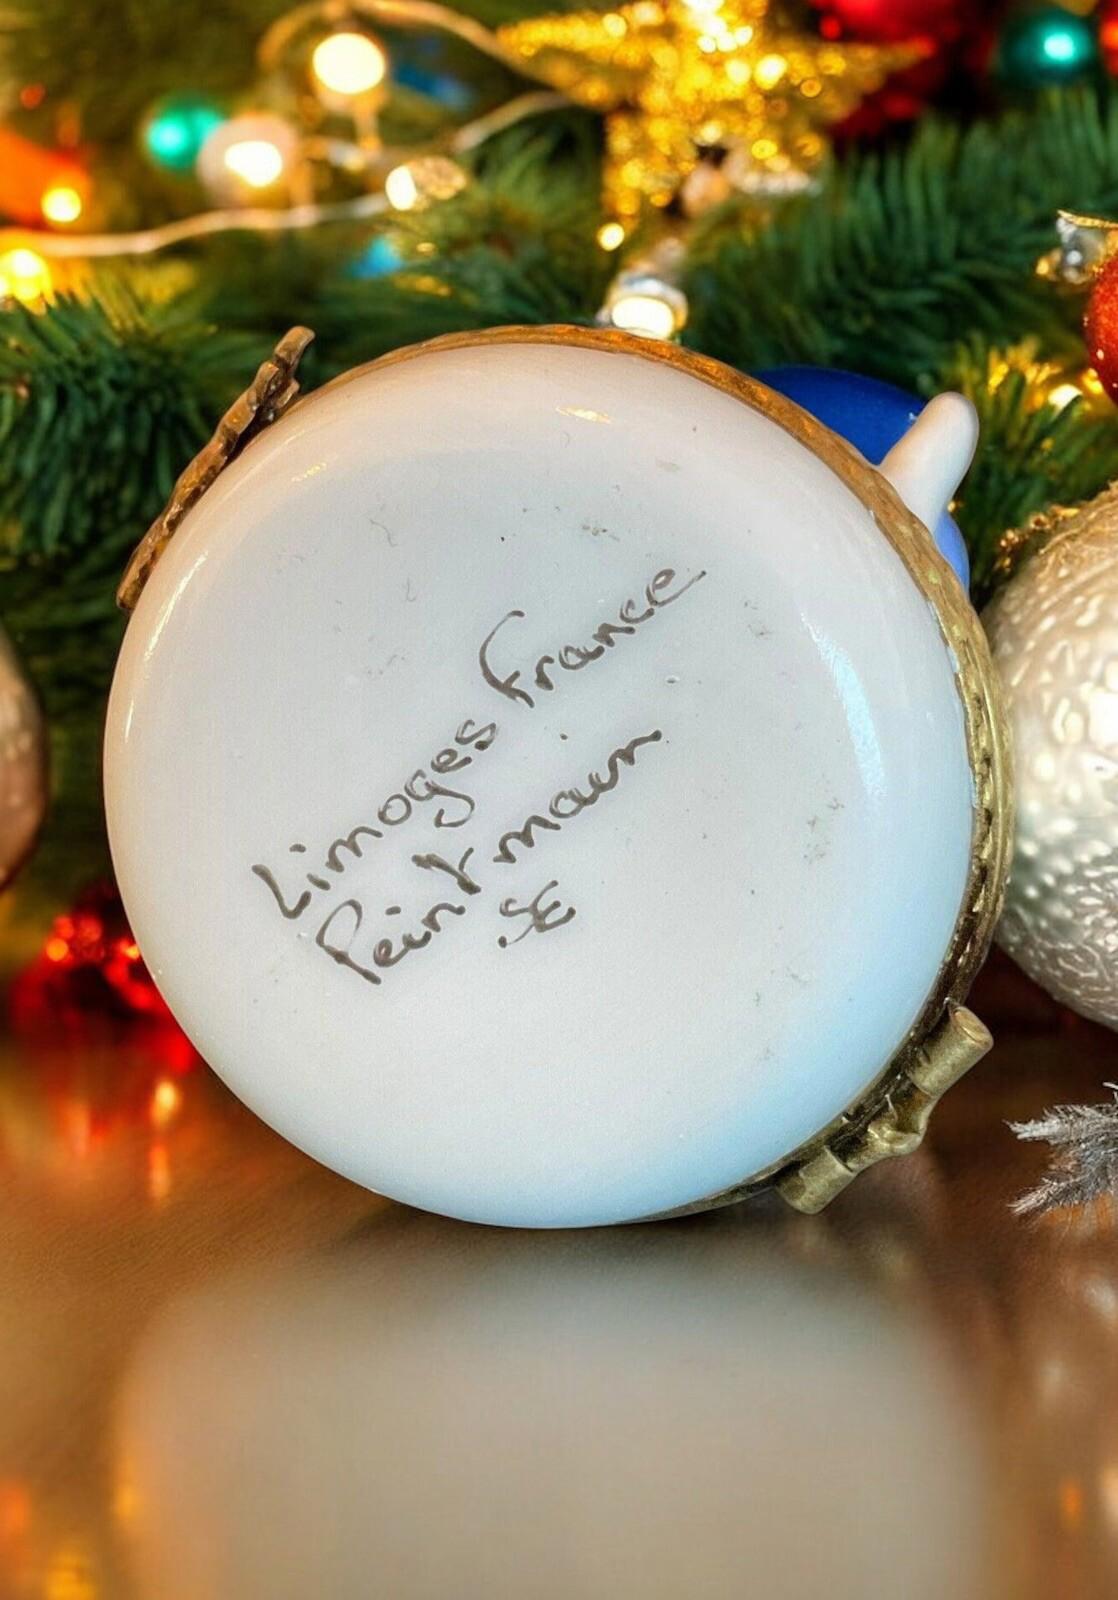 Limoges France
Peint main
SE